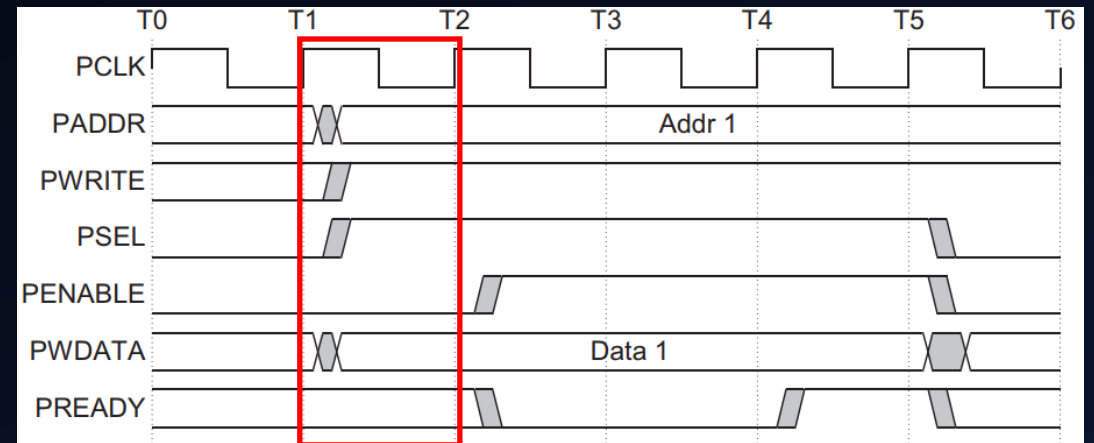 T0 T1 T2 T3 T4 T5 T6
PCLK
PADDR Addr 1
PWRITE
PSEL
PENABLE
PWDATA Data 1
PREADY